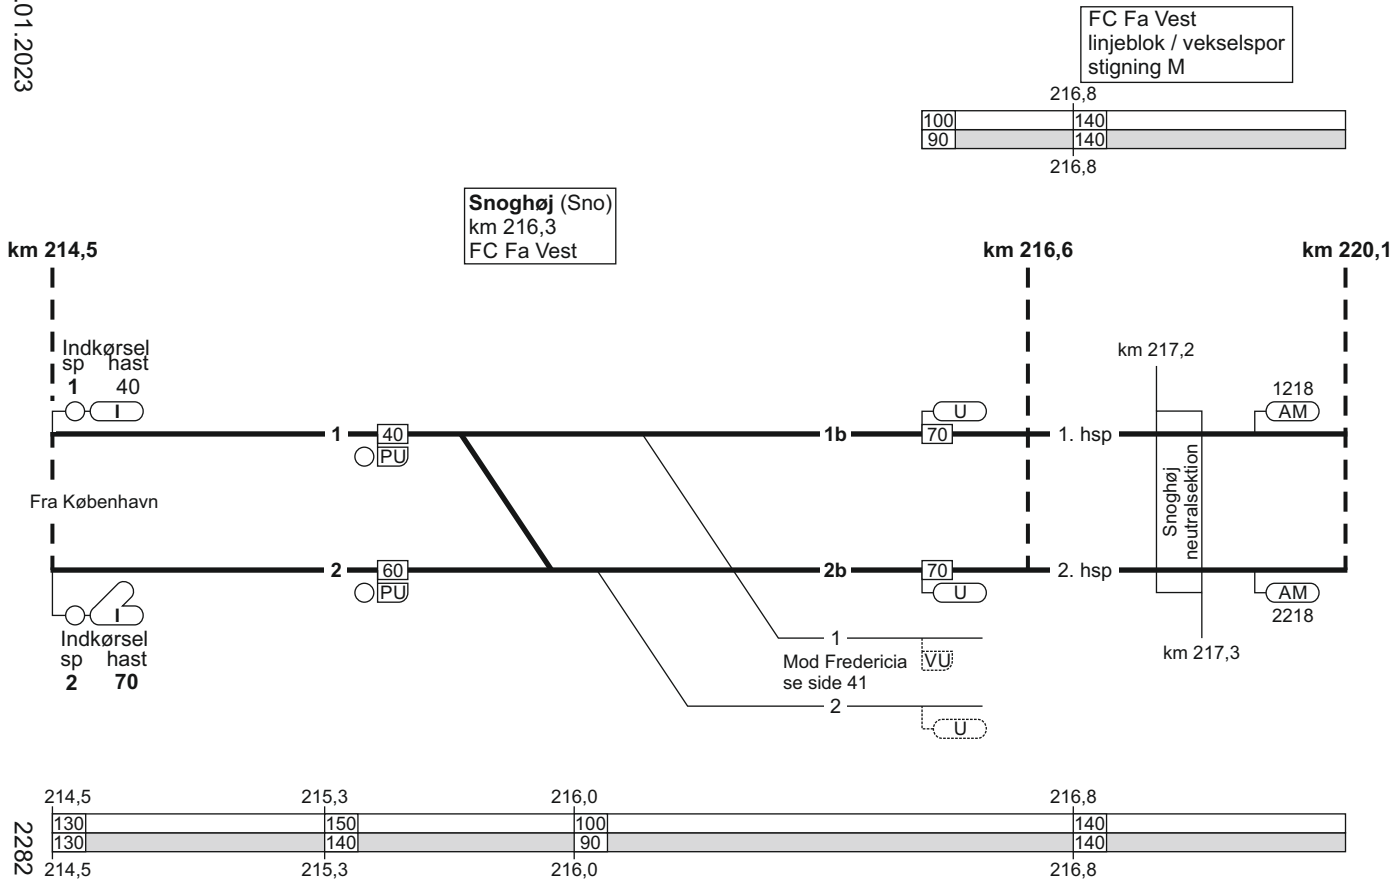 .01.2023
FC Fa Vest
linjeblok / vekselspor
stigning M
216,8
100 140
90 140
216,8
Snoghøj (Sno)
km 216,3
FC Fa Vest
km 214,5
km 216,6
km 220,1
Indkørsel
sp hast
1 40
I
km 217,2
1218
U
AM
1 40 1b 70 1. hsp
PU
Fra København
Snoghøj
neutralsektion
2 60 2b 70 2. hsp
PU
U
AM
I
2218
Indkørsel
sp hast
2 70
1
Mod Fredericia
se side 41
VU
km 217,3
2
U
214,5 215,3 216,0 216,8
130 150 100 140
130 140 90 140
214,5 215,3 216,0 216,8
2282